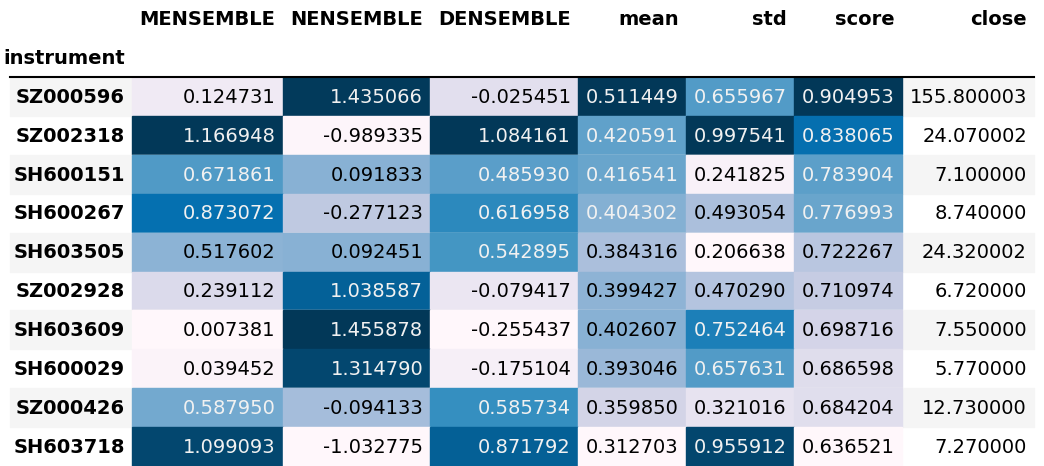 MENSEMBLE NENSEMBLE DENSEMBLE mean std score close
instrument
SZ000596 0.124731 1.435066 -0.025451 0.511449 0.655967 0.904953 155.800003
SZ002318 1.166948 -0.989335 1.084161 0.420591 0.997541 0.838065 24.070002
SH600151 0.671861 0.091833 0.485930 0.416541 0.241825 0.783904 7.100000
SH600267 0.873072 -0.277123 0.616958 0.404302 0.493054 0.776993 8.740000
SH603505 0.517602 0.092451 0.542895 0.384316 0.206638 0.722267 24.320002
SZ002928 0.239112 1.038587 -0.079417 0.399427 0.470290 0.710974 6.720000
SH603609 0.007381 1.455878 -0.255437 0.402607 0.752464 0.698716 7.550000
SH600029 0.039452 1.314790 -0.175104 0.393046 0.657631 0.686598 5.770000
SZ000426 0.587950 -0.094133 0.585734 0.359850 0.321016 0.684204 12.730000
SH603718 1.099093 -1.032775 0.871792 0.312703 0.955912 0.636521 7.270000